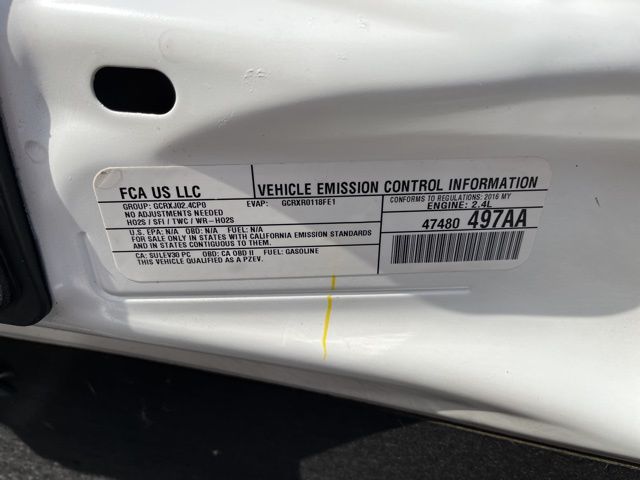 FCA US LLC
GROUP: GCRXJ02.4CP0 EVAP: GCRXR0118FE1
NO ADJUSTMENTS NEEDED
HO2S / SFI / TWC / WR-HO2S
VEHICLE EMISSION CONTROL INFORMATION
CONFORMS TO REGULATIONS: 2016 MY
ENGINE: 2.4L
47480 497AA
U.S. EPA: N/A OBD: N/A FUEL: N/A
FOR SALE ONLY IN STATES WITH CALIFORNIA EMISSION STANDARDS
AND IN STATES CONTIGUOUS TO THEM.
CA: SULEV30 PC OBD: CA OBD II FUEL: GASOLINE
THIS VEHICLE QUALIFIED AS A PZEV.